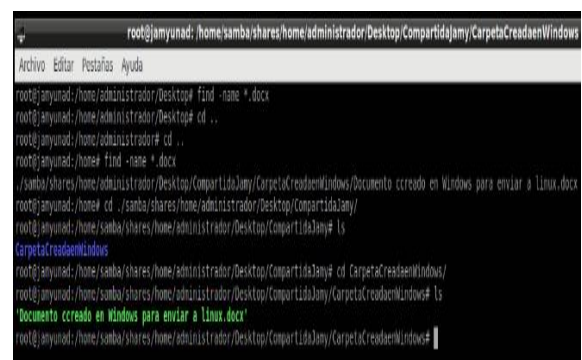 root@jamyunad: /home/samba/shares/home/administrador/Desktop/CompartidaJamy/CarpetaCreadaenWindows
Archivo Editar Pestañas Ayuda
root@jamyunad:/home/administrador/Desktop# find -name *.docx
root@jamyunad:/home/administrador/Desktop# cd ..
root@jamyunad:/home/administrador# cd ..
root@jamyunad:/home# find -name *.docx
./samba/shares/home/administrador/Desktop/CompartidaJamy/CarpetaCreadaenWindows/Documento ccreado en Windows para enviar a linux.docx
root@jamyunad:/home# cd ./samba/shares/home/administrador/Desktop/CompartidaJamy/
root@jamyunad:/home/samba/shares/home/administrador/Desktop/CompartidaJamy# ls
CarpetaCreadaenWindows
root@jamyunad:/home/samba/shares/home/administrador/Desktop/CompartidaJamy# cd CarpetaCreadaenWindows/
root@jamyunad:/home/samba/shares/home/administrador/Desktop/CompartidaJamy/CarpetaCreadaenWindows# ls
'Documento ccreado en Windows para enviar a linux.docx'
root@jamyunad:/home/samba/shares/home/administrador/Desktop/CompartidaJamy/CarpetaCreadaenWindows#